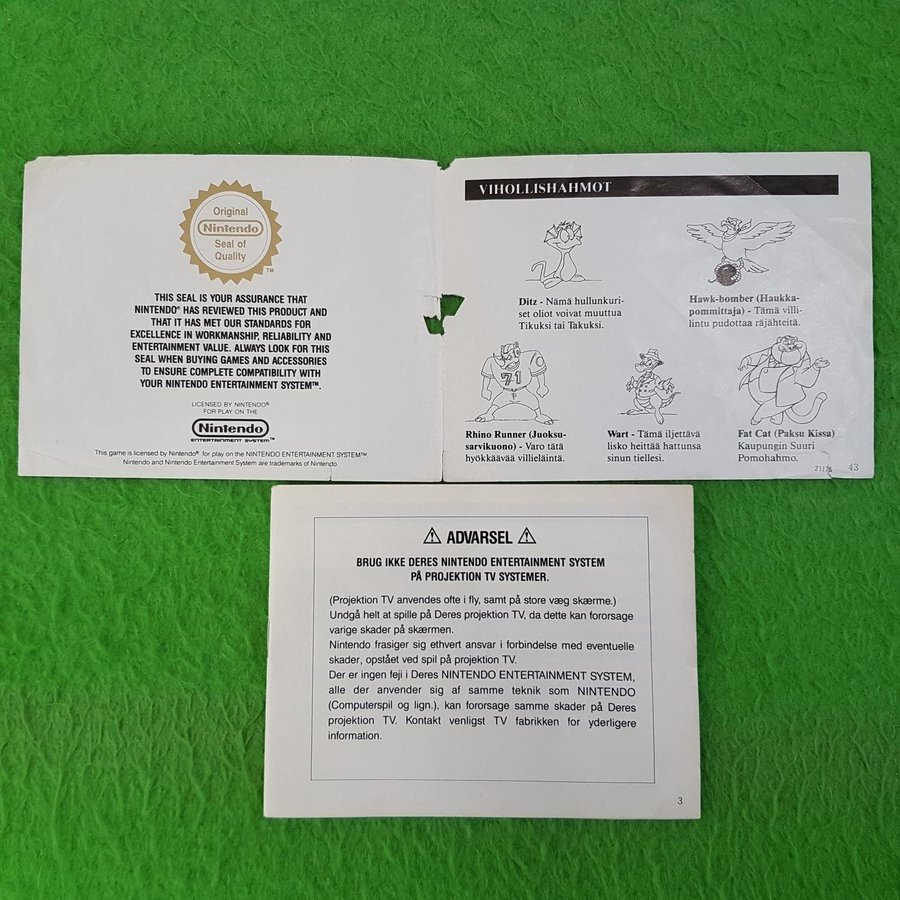 Original
Nintendo
Seal of
Quality
TM
THIS SEAL IS YOUR ASSURANCE THAT
NINTENDO® HAS REVIEWED THIS PRODUCT AND
THAT IT HAS MET OUR STANDARDS FOR
EXCELLENCE IN WORKMANSHIP, RELIABILITY AND
ENTERTAINMENT VALUE. ALWAYS LOOK FOR THIS
SEAL WHEN BUYING GAMES AND ACCESSORIES
TO ENSURE COMPLETE COMPATIBILITY WITH
YOUR NINTENDO ENTERTAINMENT SYSTEM™.
LICENSED BY NINTENDO®
FOR PLAY ON THE
Nintendo
ENTERTAINMENT SYSTEM™
This game is licensed by Nintendo® for play on the NINTENDO ENTERTAINMENT SYSTEM™.
Nintendo and Nintendo Entertainment System are trademarks of Nintendo.
VIHOLLISHAHMOT
Ditz - Nämä hullunkuri-
set oliot voivat muuttua
Tikuksi tai Takuksi.
Hawk-bomber (Haukka-
pommittaja) - Tämä villi-
lintu pudottaa räjähteitä.
71
Rhino Runner (Juoksu-
sarvikuono) - Varo tätä
hyökkäävää villieläintä.
Wart - Tämä iljettävä
lisko heittää hattunsa
sinun tiellesi.
Fat Cat (Paksu Kissa)
Kaupungin Suuri
Pomohahmo.
21126
43
ADVARSEL
BRUG IKKE DERES NINTENDO ENTERTAINMENT SYSTEM
PÅ PROJEKTION TV SYSTEMER.
(Projektion TV anvendes ofte i fly, samt på store væg skærme.)
Undgå helt at spille på Deres projektion TV, da dette kan fororsage
varige skader på skærmen.
Nintendo frasiger sig ethvert ansvar i forbindelse med eventuelle
skader, opstået ved spil på projektion TV.
Der er ingen feji i Deres NINTENDO ENTERTAINMENT SYSTEM,
alle der anvender sig af samme teknik som NINTENDO
(Computerspil og lign.), kan fororsage samme skader på Deres
projektion TV. Kontakt venligst TV fabrikken for yderligere
information.
3